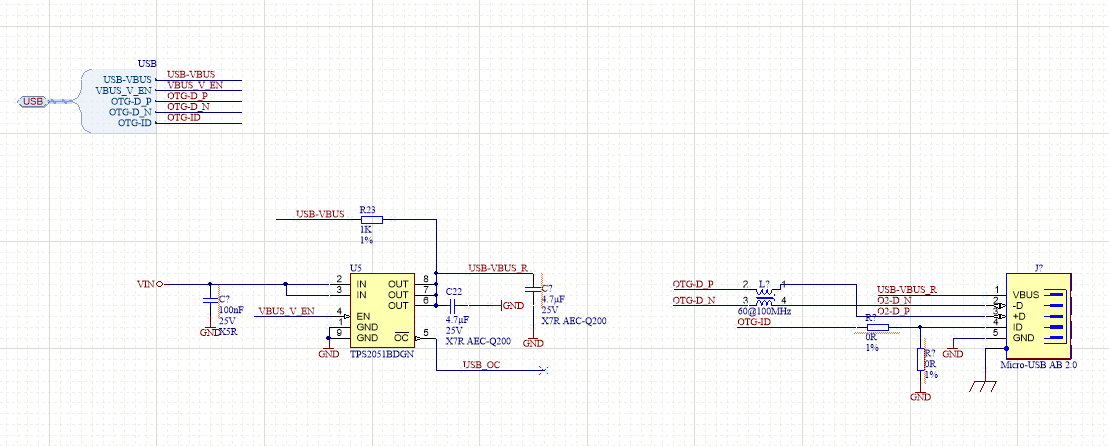 USB
USB
USB-VBUS USB-VBUS
VBUS_V_EN VBUS_V_EN
OTG-D_P OTG-D_P
OTG-D_N OTG-D_N
OTG-ID OTG-ID
USB-VBUS
R23
1K
1%
VIN
C?
100nF
25V
X5R
GND
VBUS_V_EN
U5
2 IN
3 IN
4 EN
1 GND
9 GND
OUT 8
OUT 7
OUT 6
OC 5
TPS2051BDGN
GND
USB-VBUS_R
C22
4.7µF
25V
X7R AEC-Q200
GND
C?
4.7µF
25V
X7R AEC-Q200
GND
USB_OC
OTG-D_P 2 L? 1
OTG-D_N 3 4
60@100MHz
OTG-ID
R?
0R
1%
R?
0R
1%
GND
GND
USB-VBUS_R
O2-D_N
O2-D_P
J?
1 VBUS
2 -D
3 +D
4 ID
5 GND
Micro-USB AB 2.0